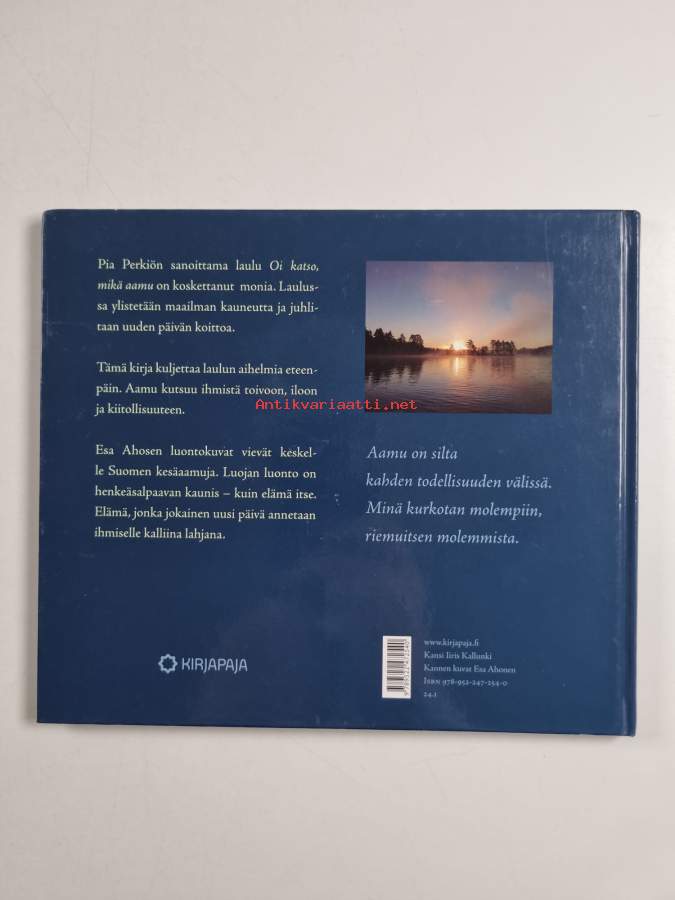 Pia Perkiön sanoittama laulu Oi katso,
mikä aamu on koskettanut monia. Laulus-
sa ylistetään maailman kauneutta ja juhli-
taan uuden päivän koittoa.
Tämä kirja kuljettaa laulun aihelmia eteen-
päin. Aamu kutsuu ihmistä toivoon, iloon
ja kiitollisuuteen.
Esa Ahosen luontokuvat vievät keskel-
le Suomen kesäaamuja. Luojan luonto on
henkeäsalpaavan kaunis – kuin elämä itse.
Elämä, jonka jokainen uusi päivä annetaan
ihmiselle kalliina lahjana.
KIRJAPAJA
Antikvariaatti.net
Aamu on silta
kahden todellisuuden välissä.
Minä kurkotan molempiin,
riemuitsen molemmista.
9789522472540
www.kirjapaja.fi
Kansi Iiris Kallunki
Kannen kuvat Esa Ahonen
ISBN 978-952-247-254-0
24.1